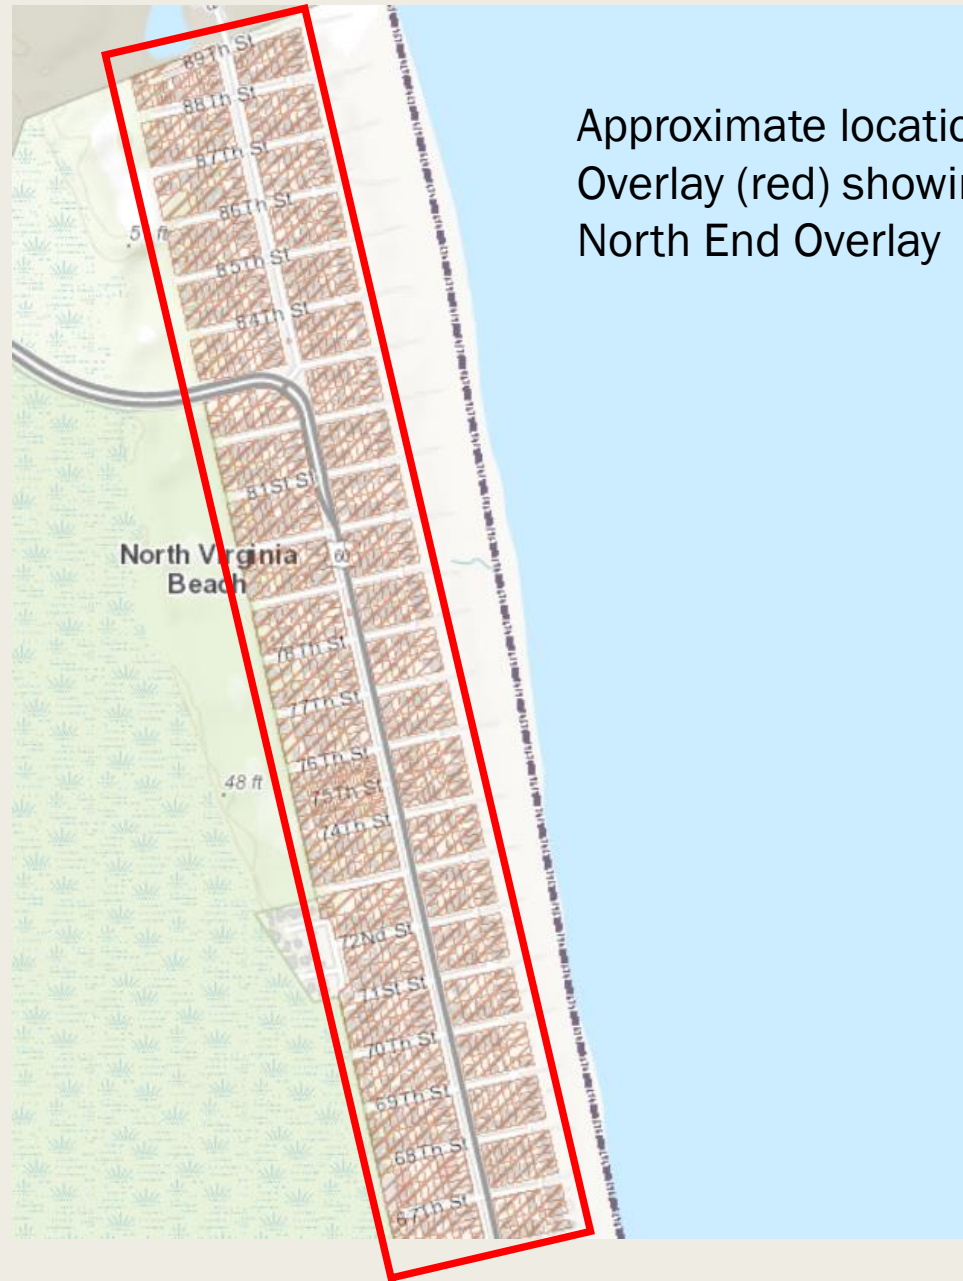 Approximate locatio
Overlay (red) showi
North End Overlay
89Th St
88Th St
87Th St
86Th St
85Th St
84Th St
81St St
North Virginia
Beach
60
78Th St
77Th St
76Th St
75Th St
74Th St
48 ft
72Nd St
71St St
70Th St
69Th St
68Th St
67Th St